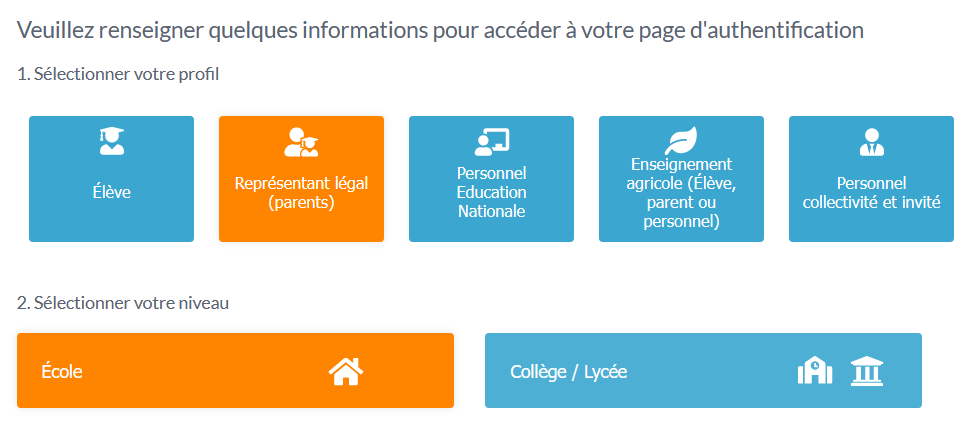 Veuillez renseigner quelques informations pour accéder à votre page d'authentification
1. Sélectionner votre profil
Élève
Représentant légal
(parents)
Personnel
Education
Nationale
Enseignement
agricole (Élève,
parent ou
personnel)
Personnel
collectivité et invité
2. Sélectionner votre niveau
École
Collège / Lycée